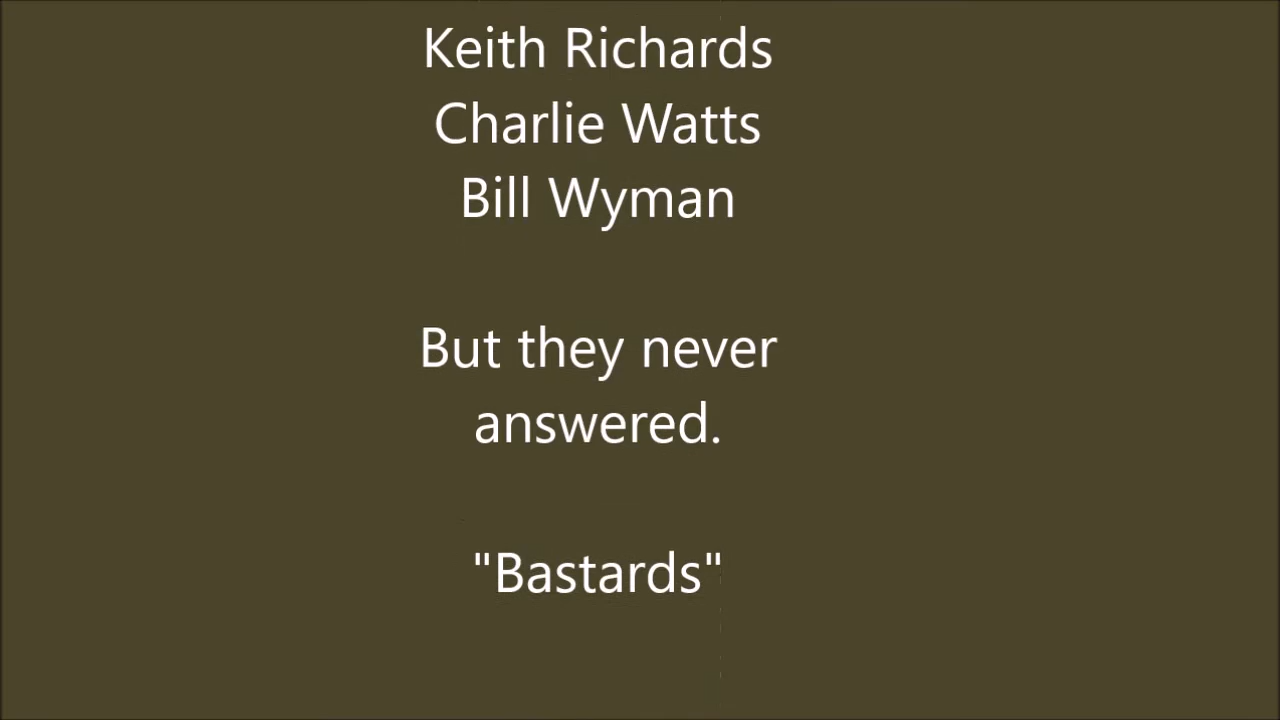 Keith Richards
Charlie Watts
Bill Wyman
But they never
answered.
"Bastards"